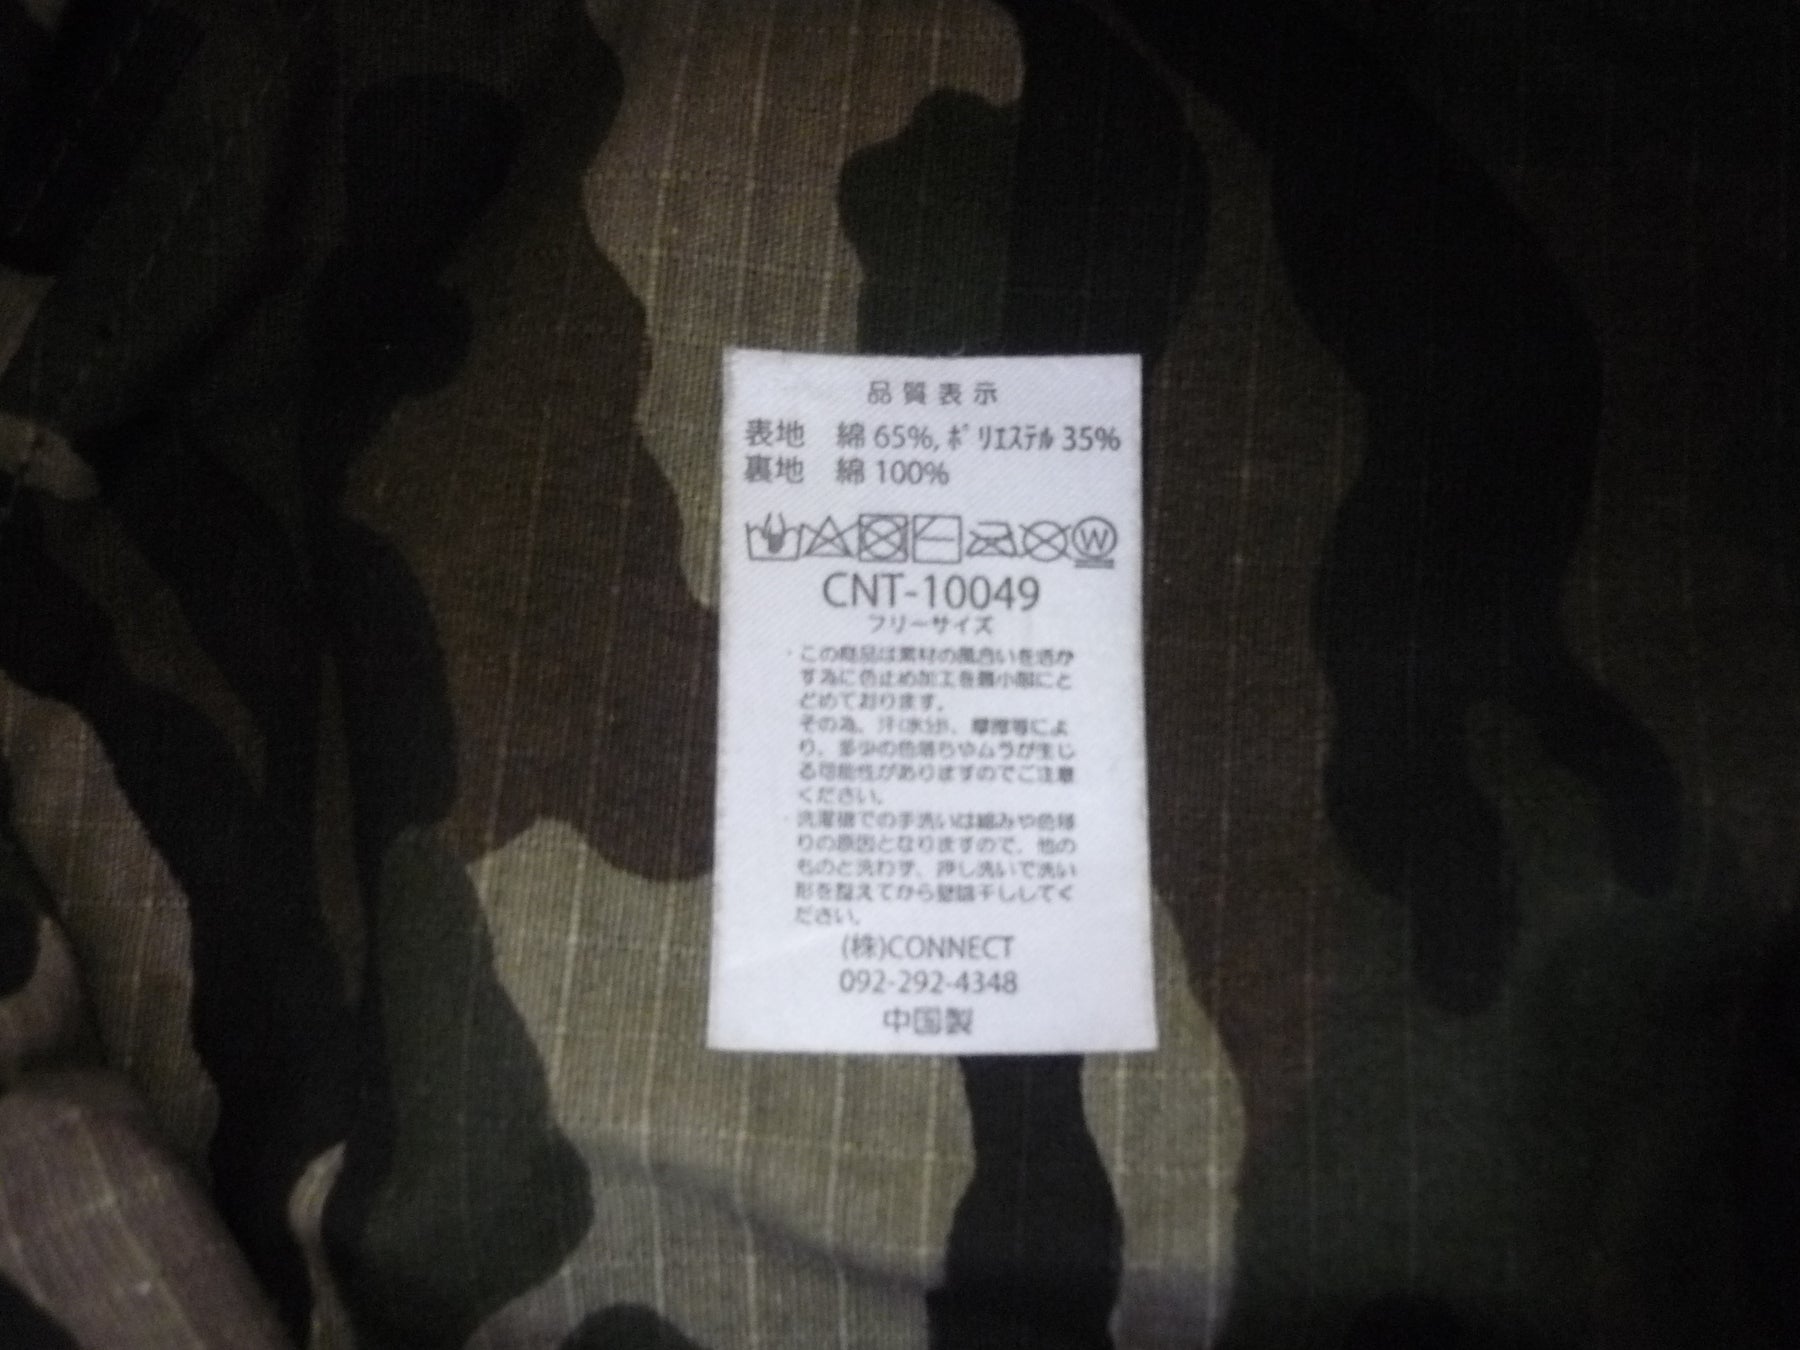 品質表示
表地 綿 65%, ポリエステル 35%
裏地 綿 100%
W
CNT-10049
フリーサイズ
・この商品は素材の風合いを活か
す為に色止め加工を最小限にと
どめております。
その為、汗(水分)、摩擦等によ
り、多少の色落ちやムラが生じ
る可能性がありますのでご注意
ください。
・洗濯機での手洗いは縮みや色移
りの原因となりますので、他の
ものと洗わず、押し洗いで洗い
形を整えてから陰干ししてく
ださい。
(株)CONNECT
092-292-4348
中国製